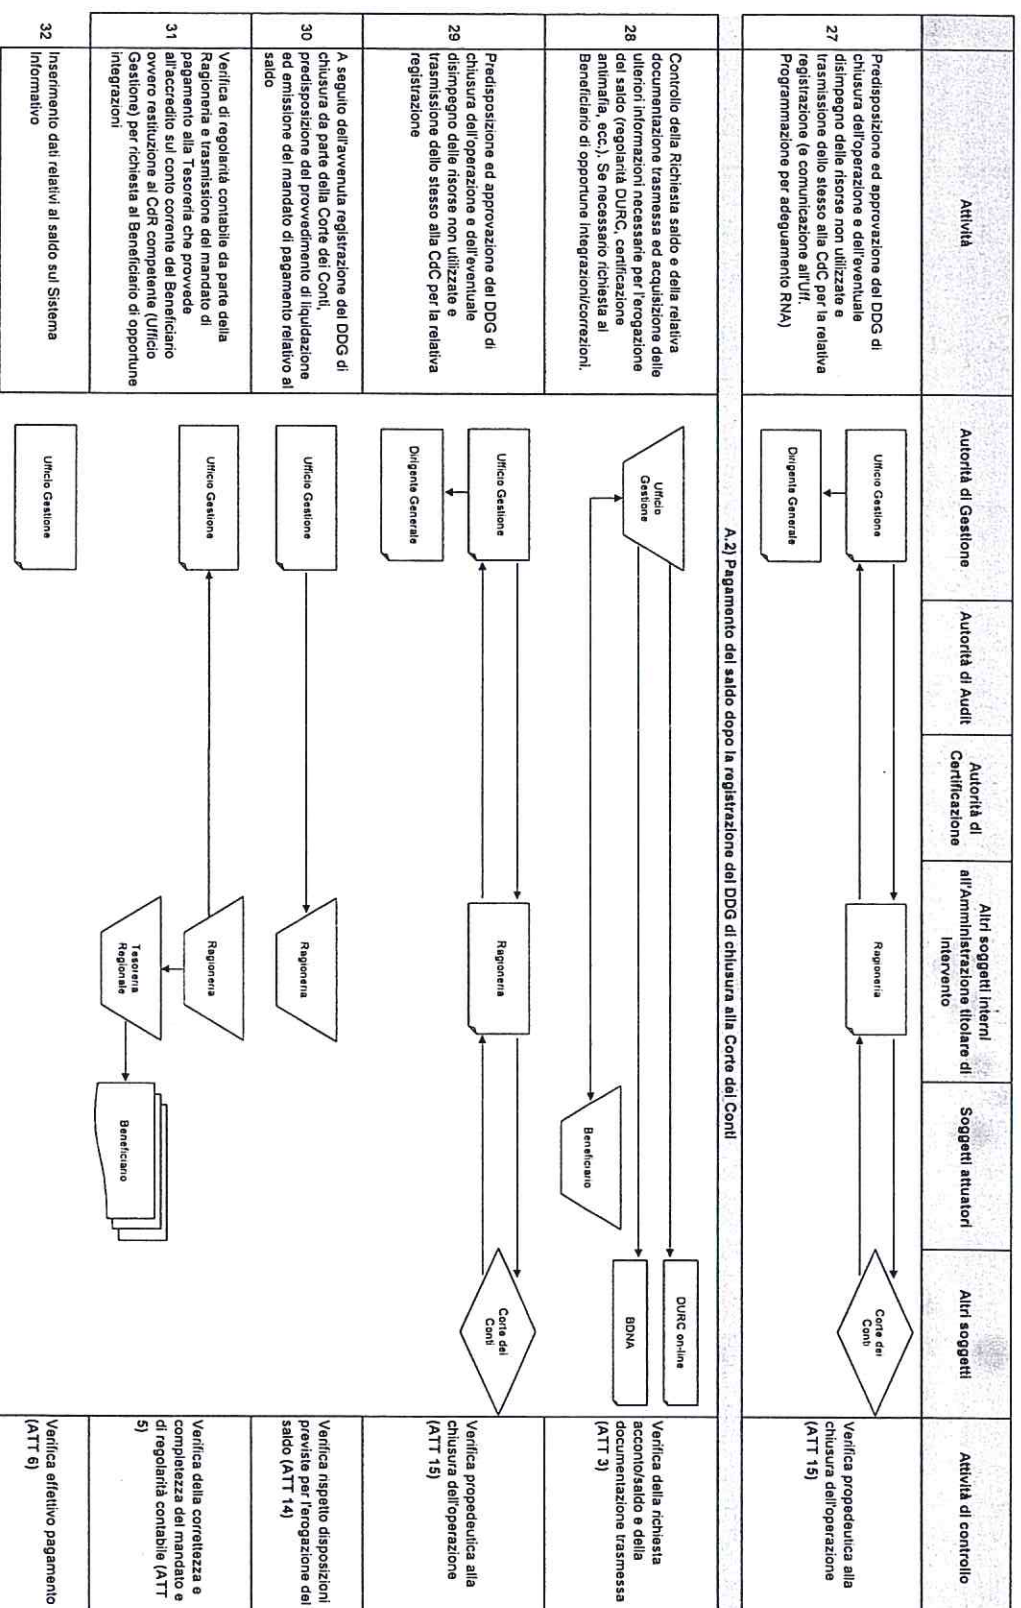 Attività
Autorità di Gestione
Autorità di Audit
Autorità di
Certificazione
Altri soggetti interni
all'Amministrazione titolare di
Intervento
Soggetti attuatori
Altri soggetti
Attività di controllo
27
Predisposizione ed approvazione del DDG di
chiusura dell'operazione e dell'eventuale
disimpegno delle risorse non utilizzate e
trasmissione dello stesso alla CdC per la relativa
registrazione (e comunicazione all'Uff.
Programmazione per adeguamento RNA)
Ufficio Gestione
Dirigente Generale
Ragioneria
Corte dei
Conti
Verifica propedeutica alla
chiusura dell'operazione
(ATT 15)
A.2) Pagamento del saldo dopo la registrazione del DDG di chiusura alla Corte dei Conti
28
Controllo della Richiesta saldo e della relativa
documentazione trasmessa ed acquisizione delle
ulteriori informazioni necessarie per l'erogazione
del saldo (regolarità DURC, certificazione
antimafia, ecc.). Se necessario richiesta al
Beneficiario di opportune Integrazioni/correzioni.
Ufficio
Gestione
Beneficiario
DURC on-line
BDNA
Verifica della richiesta
acconto/saldo e della
documentazione trasmessa
(ATT 3)
29
Predisposizione ed approvazione del DDG di
chiusura dell'operazione e dell'eventuale
disimpegno delle risorse non utilizzate e
trasmissione dello stesso alla CdC per la relativa
registrazione
Ufficio Gestione
Dirigente Generale
Ragioneria
Corte dei
Conti
Verifica propedeutica alla
chiusura dell'operazione
(ATT 15)
30
A seguito dell'avvenuta registrazione del DDG di
chiusura da parte della Corte dei Conti,
predisposizione del provvedimento di liquidazione
ed emissione del mandato di pagamento relativo al
saldo
Ufficio Gestione
Ragioneria
Verifica rispetto disposizioni
previste per l'erogazione del
saldo (ATT 14)
31
Verifica di regolarità contabile da parte della
Ragioneria e trasmissione del mandato di
pagamento alla Tesoreria che provvede
all'accredito sul conto corrente del Beneficiario
ovvero restituzione al CdR competente (Ufficio
Gestione) per richiesta al Beneficiario di opportune
integrazioni
Ufficio Gestione
Ragioneria
Tesoreria
Regionale
Beneficiario
Verifica della correttezza e
completezza del mandato e
di regolarità contabile (ATT
5)
32
Inserimento dati relativi al saldo sul Sistema
Informativo
Ufficio Gestione
Verifica effettivo pagamento
(ATT 6)